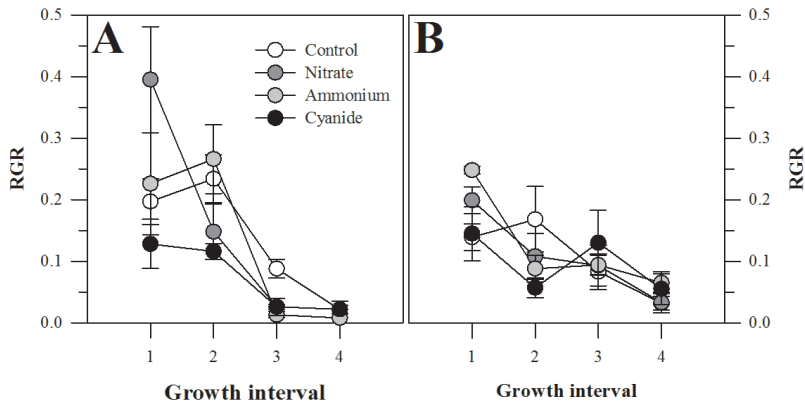 A
B
Control
Nitrate
Ammonium
Cyanide
RGR
0.5
0.4
0.3
0.2
0.1
0.0
1 2 3 4
Growth interval
1 2 3 4
Growth interval
0.5
0.4
0.3
0.2
0.1
0.0
RGR